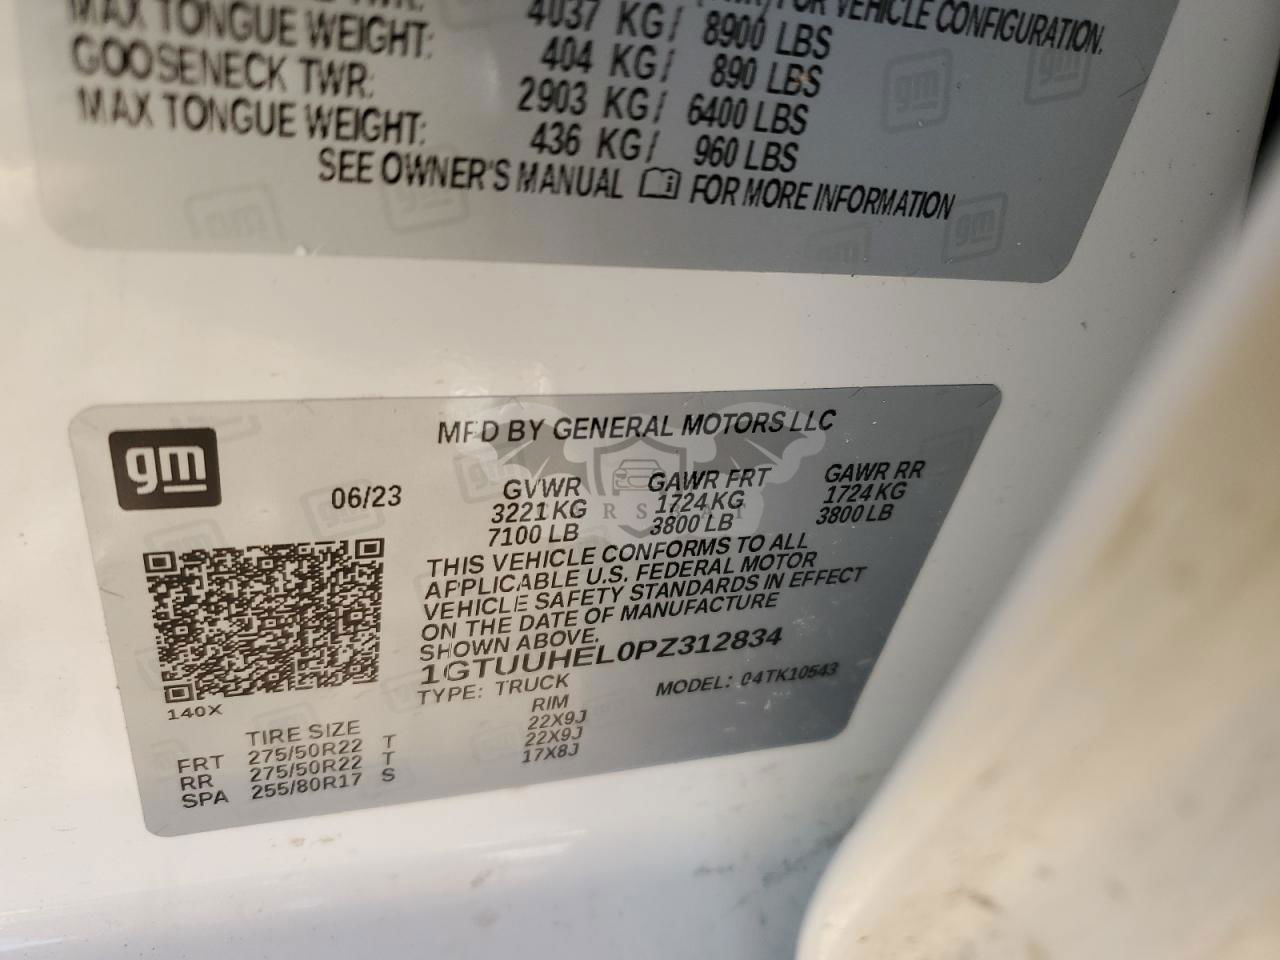 TWR:
FOR VEHICLE CONFIGURATION.
MAX TONGUE WEIGHT: 4037 KG/ 8900 LBS
GOOSENECK TWR: 404 KG/ 890 LBS
MAX TONGUE WEIGHT: 2903 KG/ 6400 LBS
436 KG/ 960 LBS
SEE OWNER'S MANUAL FOR MORE INFORMATION
gm
MFD BY GENERAL MOTORS LLC
06/23
GVWR GAWR FRT GAWR RR
3221 KG 1724 KG 1724 KG
7100 LB 3800 LB 3800 LB
THIS VEHICLE CONFORMS TO ALL
APPLICABLE U.S. FEDERAL MOTOR
VEHICLE SAFETY STANDARDS IN EFFECT
ON THE DATE OF MANUFACTURE
SHOWN ABOVE.
1GTUUHEL0PZ312834
TYPE: TRUCK MODEL: 04TK10543
140X
TIRE SIZE RIM
FRT 275/50R22 T 22X9J
RR 275/50R22 T 22X9J
SPA 255/80R17 S 17X8J